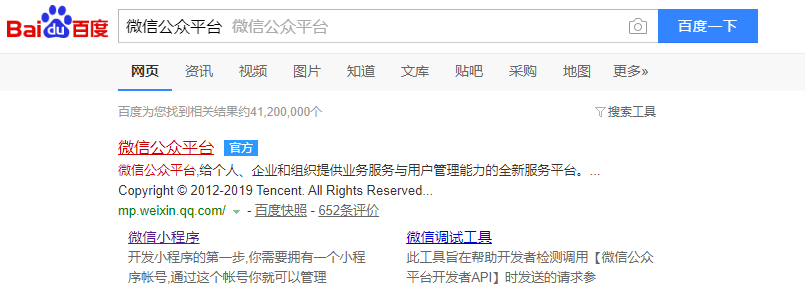 Bai du 百度 微信公众平台 微信公众平台 百度一下
网页 资讯 视频 图片 知道 文库 贴吧 采购 地图 更多»
百度为您找到相关结果约41,200,000个 搜索工具
微信公众平台 官方
微信公众平台,给个人、企业和组织提供业务服务与用户管理能力的全新服务平台。...
Copyright © 2012-2019 Tencent. All Rights Reserved...
mp.weixin.qq.com/ - 百度快照 - 652条评价
微信小程序
开发小程序的第一步,你需要拥有一个小程
序帐号,通过这个帐号你就可以管理
微信调试工具
此工具旨在帮助开发者检测调用【微信公众
平台开发者API】时发送的请求参